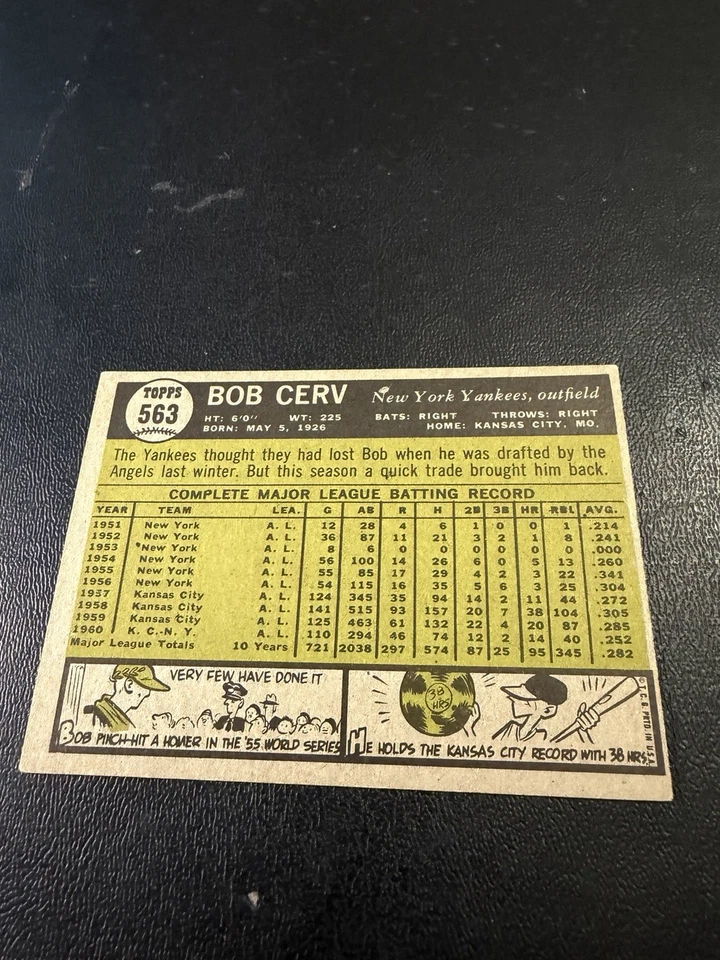 TOPPS
563
BOB CERV New York Yankees, outfield
HT: 6'0" WT: 225 BATS: RIGHT THROWS: RIGHT
BORN: MAY 5, 1926 HOME: KANSAS CITY, MO.
The Yankees thought they had lost Bob when he was drafted by the
Angels last winter. But this season a quick trade brought him back.
COMPLETE MAJOR LEAGUE BATTING RECORD
YEAR TEAM LEA. G AB R H 2B 3B HR RBI AVG.
1951 New York A. L. 12 28 4 6 1 0 0 1 .214
1952 New York A. L. 36 87 11 21 3 2 1 8 .241
1953 New York A. L. 8 6 0 0 0 0 0 0 .000
1954 New York A. L. 56 100 14 26 6 0 5 13 .260
1955 New York A. L. 55 85 17 29 4 2 3 22 .341
1956 New York A. L. 54 115 16 35 5 6 3 25 .304
1957 Kansas City A. L. 124 345 35 94 14 2 11 44 .272
1958 Kansas City A. L. 141 515 93 157 20 7 38 104 .305
1959 Kansas City A. L. 125 463 61 132 22 4 20 87 .285
1960 K. C.-N. Y. A. L. 110 294 46 74 12 2 14 40 .252
Major League Totals 10 Years 721 2038 297 574 87 25 95 345 .282
VERY FEW HAVE DONE IT
BOB PINCH-HIT A HOMER IN THE '55 WORLD SERIES
38
HRS
HE HOLDS THE KANSAS CITY RECORD WITH 38 HRS.
© T. C. G. PRTD. IN U.S.A.